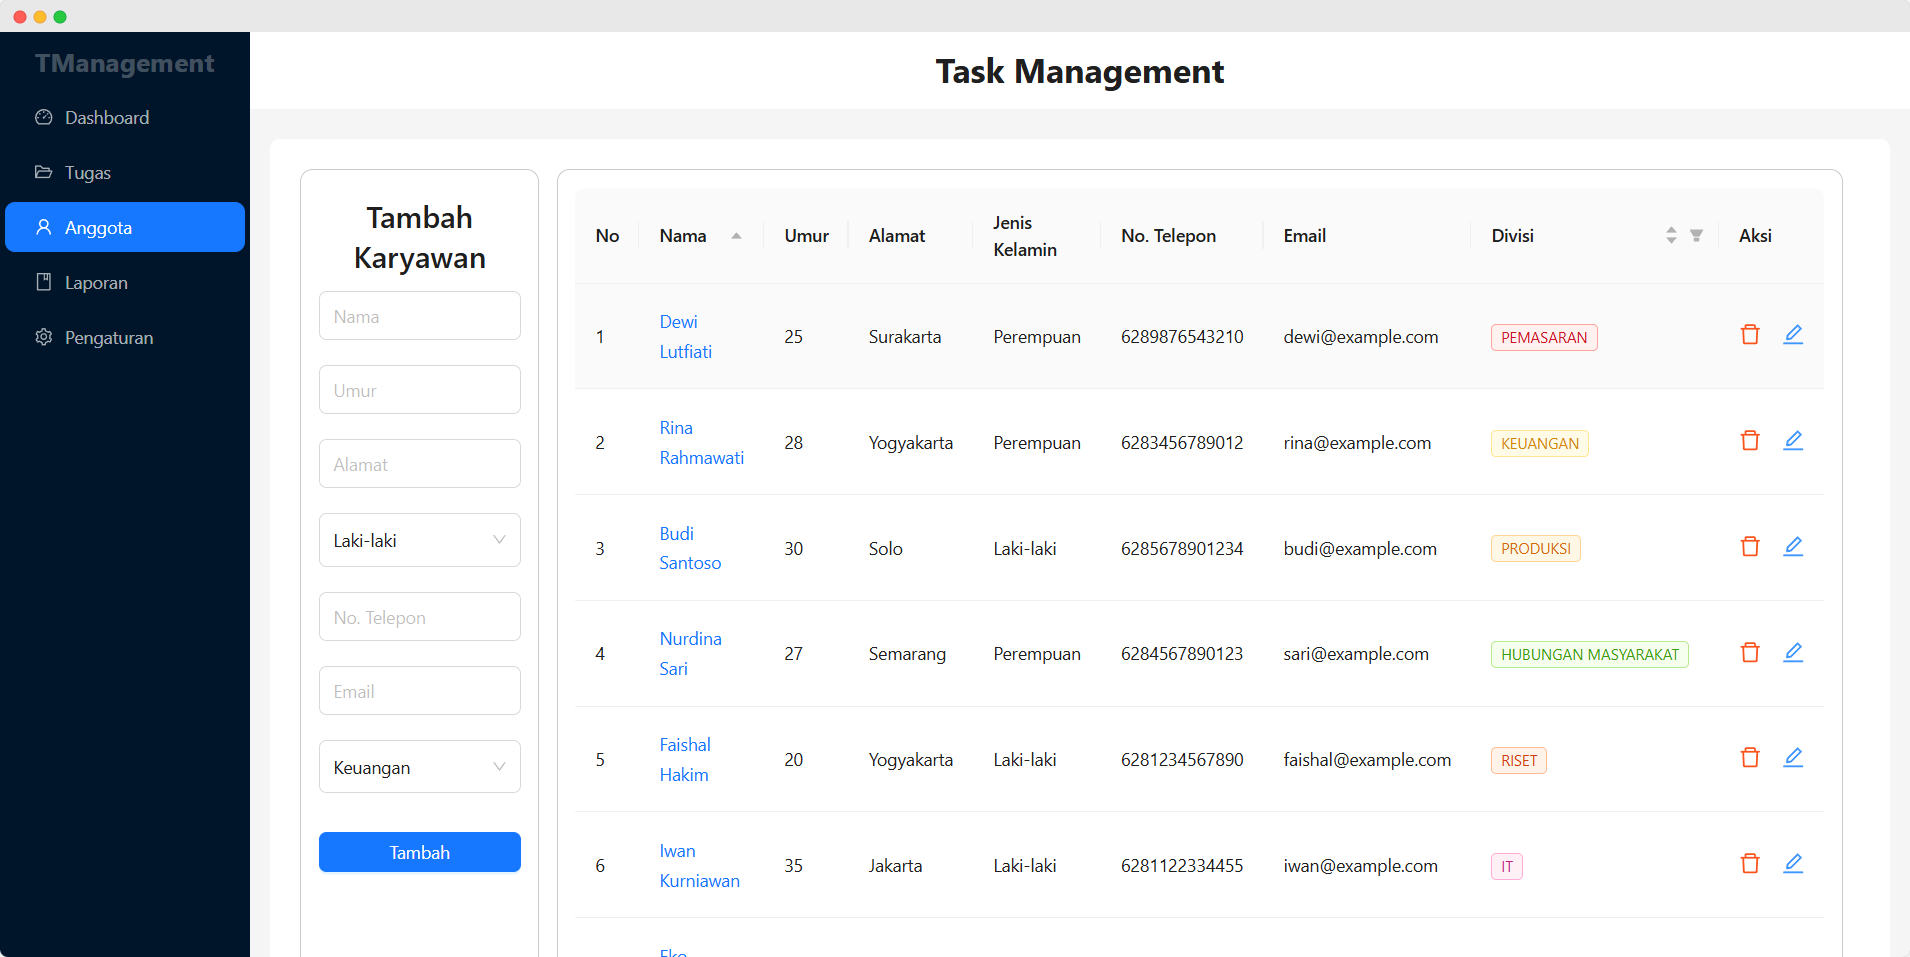 TManagement
Dashboard
Tugas
Anggota
Laporan
Pengaturan
Task Management
Tambah
Karyawan
Nama
Umur
Alamat
Laki-laki
No. Telepon
Email
Keuangan
Tambah
No Nama Umur Alamat Jenis Kelamin No. Telepon Email Divisi Aksi
1 Dewi Lutfiati 25 Surakarta Perempuan 6289876543210 dewi@example.com PEMASARAN
2 Rina Rahmawati 28 Yogyakarta Perempuan 6283456789012 rina@example.com KEUANGAN
3 Budi Santoso 30 Solo Laki-laki 6285678901234 budi@example.com PRODUKSI
4 Nurdina Sari 27 Semarang Perempuan 6284567890123 sari@example.com HUBUNGAN MASYARAKAT
5 Faishal Hakim 20 Yogyakarta Laki-laki 6281234567890 faishal@example.com RISET
6 Iwan Kurniawan 35 Jakarta Laki-laki 6281122334455 iwan@example.com IT